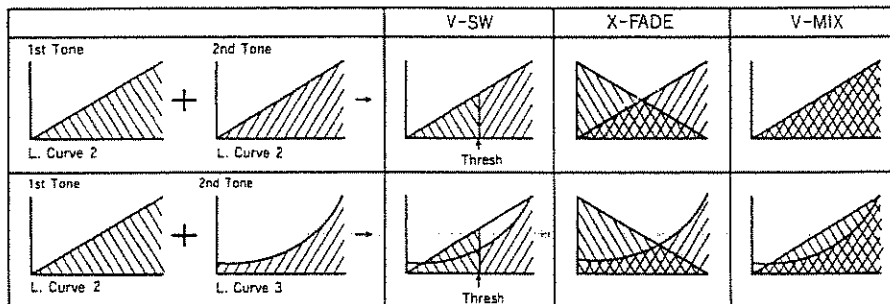 V-SW X-FADE V-MIX
1st Tone 2nd Tone
L. Curve 2 L. Curve 2 Thresh
1st Tone 2nd Tone
L. Curve 2 L. Curve 3 Thresh